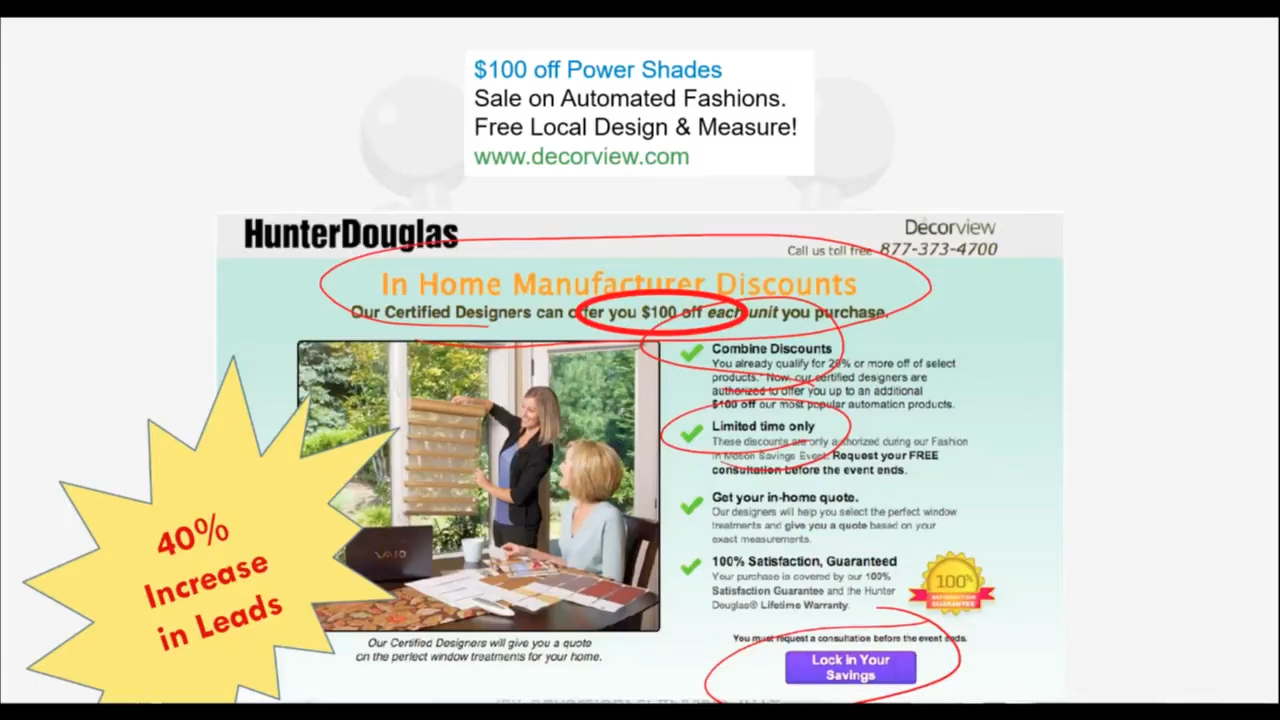 $100 off Power Shades
Sale on Automated Fashions.
Free Local Design & Measure!
www.decorview.com
HunterDouglas
Decorview
Call us toll free 877-373-4700
In Home Manufacturer Discounts
Our Certified Designers can offer you $100 off each unit you purchase.
Combine Discounts
You already qualify for 20% or more off of select
products.* Now, our certified designers are
authorized to offer you up to an additional
$100 off our most popular automation products.
Limited time only
These discounts are only authorized during our Fashion
in Motion Savings Event. Request your FREE
consultation before the event ends.
Get your in-home quote.
Our designers will help you select the perfect window
treatments and give you a quote based on your
exact measurements.
100% Satisfaction, Guaranteed
Your purchase is covered by our 100%
Satisfaction Guarantee and the Hunter
Douglas® Lifetime Warranty.
100%
SATISFACTION
GUARANTEE
You must request a consultation before the event ends.
Lock in Your
Savings
VAIO
Our Certified Designers will give you a quote
on the perfect window treatments for your home.
40%
Increase
in Leads